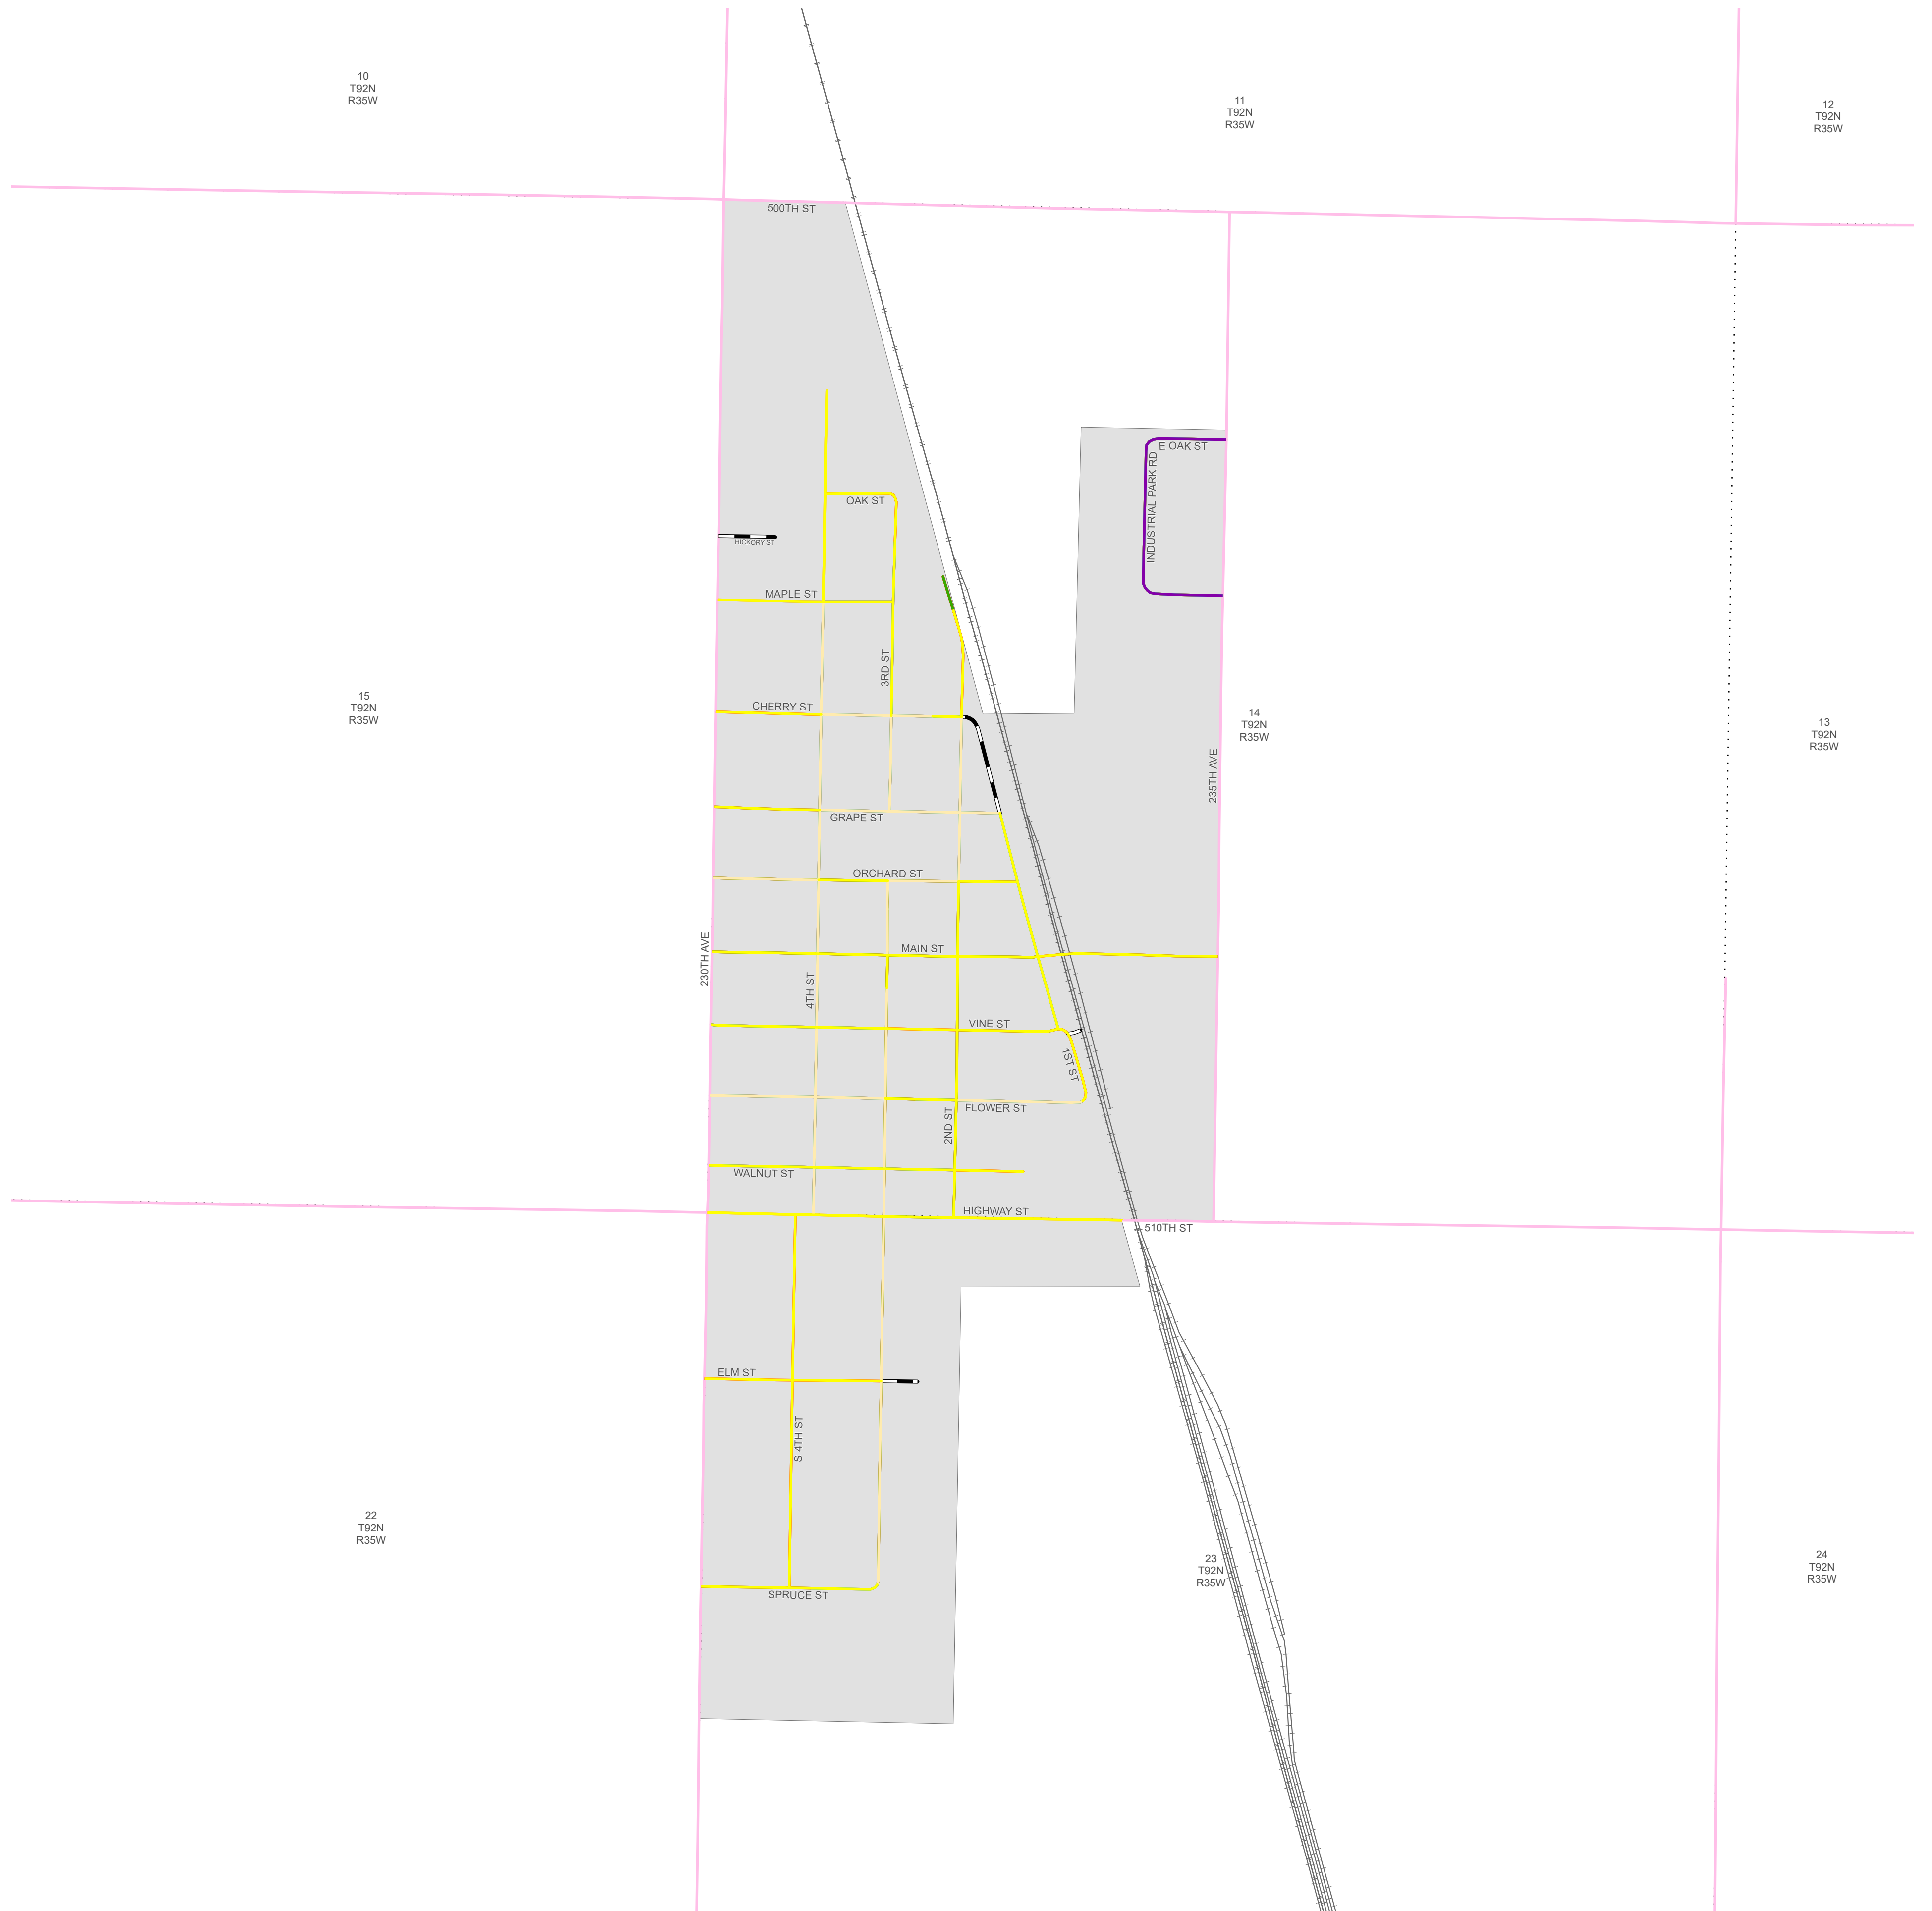 10
T92N
R35W
11
T92N
R35W
12
T92N
R35W
500TH ST
E OAK ST
INDUSTRIAL PARK RD
OAK ST
HICKORY ST
MAPLE ST
3RD ST
15
T92N
R35W
CHERRY ST
14
T92N
R35W
13
T92N
R35W
235TH AVE
GRAPE ST
ORCHARD ST
MAIN ST
230TH AVE
4TH ST
VINE ST
1ST ST
FLOWER ST
2ND ST
WALNUT ST
HIGHWAY ST
510TH ST
ELM ST
S 4TH ST
22
T92N
R35W
23
T92N
R35W
24
T92N
R35W
SPRUCE ST